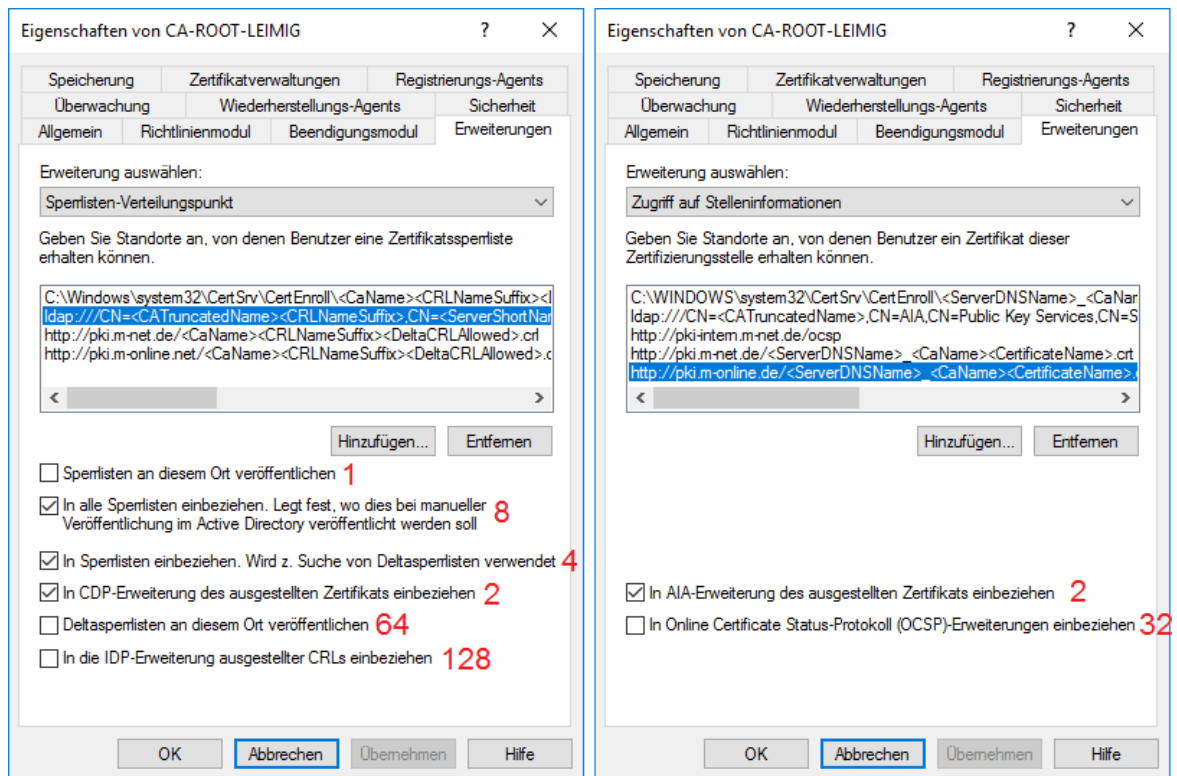 Eigenschaften von CA-ROOT-LEIMIG ? ×
Speicherung Zertifikatverwaltungen Registrierungs-Agents
Überwachung Wiederherstellungs-Agents Sicherheit
Allgemein Richtlinienmodul Beendigungsmodul Erweiterungen
Erweiterung auswählen:
Sperrlisten-Verteilungspunkt
Geben Sie Standorte an, von denen Benutzer eine Zertifikatssperrliste
erhalten können.
C:\Windows\system32\CertSrv\CertEnroll\<CaName><CRLNameSuffix><
ldap:///CN=<CATruncatedName><CRLNameSuffix>,CN=<ServerShortNar
http://pki.m-net.de/<CaName><CRLNameSuffix><DeltaCRLAllowed>.crl
http://pki.m-online.net/<CaName><CRLNameSuffix><DeltaCRLAllowed>.c
Hinzufügen... Entfernen
Sperrlisten an diesem Ort veröffentlichen 1
In alle Sperrlisten einbeziehen. Legt fest, wo dies bei manueller
Veröffentlichung im Active Directory veröffentlicht werden soll 8
In Sperrlisten einbeziehen. Wird z. Suche von Deltasperrlisten verwendet 4
In CDP-Erweiterung des ausgestellten Zertifikats einbeziehen 2
Deltasperrlisten an diesem Ort veröffentlichen 64
In die IDP-Erweiterung ausgestellter CRLs einbeziehen 128
OK Abbrechen Übernehmen Hilfe
Eigenschaften von CA-ROOT-LEIMIG ? ×
Speicherung Zertifikatverwaltungen Registrierungs-Agents
Überwachung Wiederherstellungs-Agents Sicherheit
Allgemein Richtlinienmodul Beendigungsmodul Erweiterungen
Erweiterung auswählen:
Zugriff auf Stelleninformationen
Geben Sie Standorte an, von denen Benutzer ein Zertifikat dieser
Zertifizierungsstelle erhalten können.
C:\WINDOWS\system32\CertSrv\CertEnroll\<ServerDNSName>_<CaNar
ldap:///CN=<CATruncatedName>,CN=AIA,CN=Public Key Services,CN=S
http://pki-intern.m-net.de/ocsp
http://pki.m-net.de/<ServerDNSName>_<CaName><CertificateName>.crt
http://pki.m-online.de/<ServerDNSName>_<CaName><CertificateName>.
Hinzufügen... Entfernen
In AIA-Erweiterung des ausgestellten Zertifikats einbeziehen 2
In Online Certificate Status-Protokoll (OCSP)-Erweiterungen einbeziehen 32
OK Abbrechen Übernehmen Hilfe